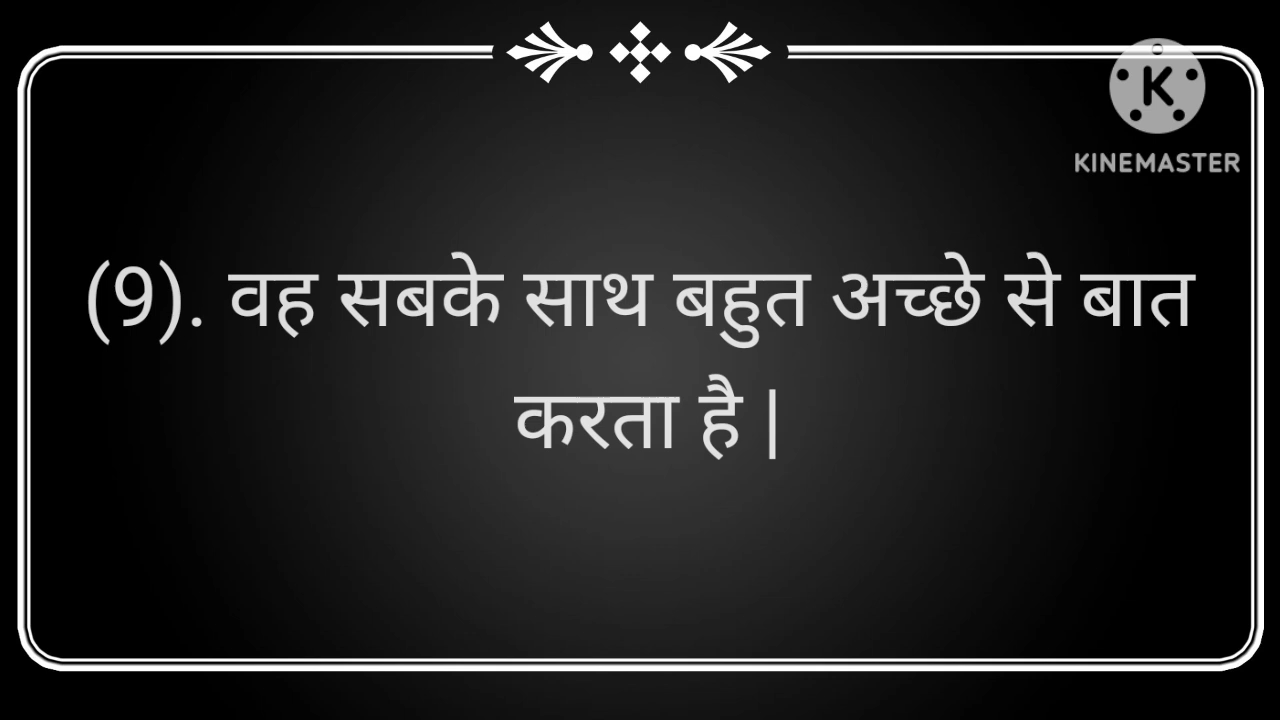 KINEMASTER
(9). वह सबके साथ बहुत अच्छे से बात
करता है |